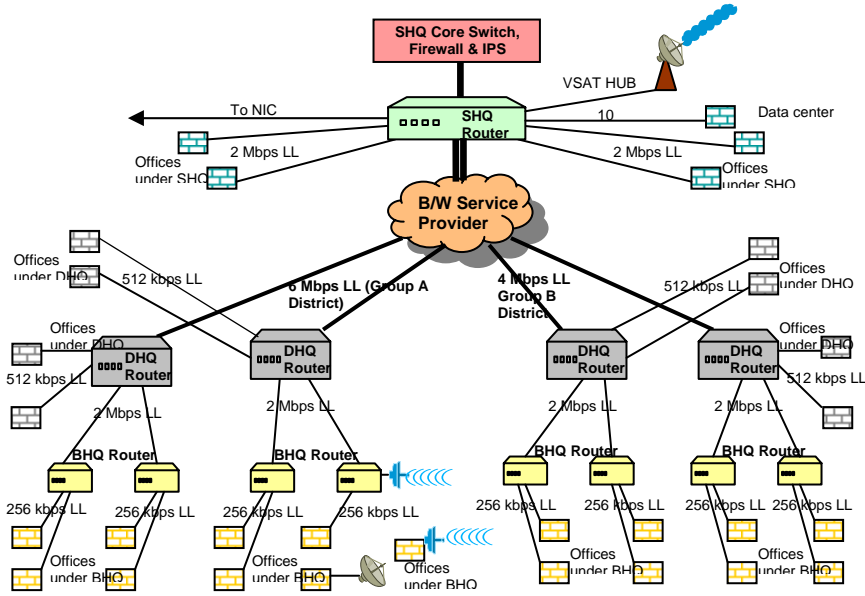 SHQ Core Switch,
Firewall & IPS
VSAT HUB
To NIC
10
Data center
SHQ
Router
2 Mbps LL
2 Mbps LL
Offices
under SHQ
Offices
under SHQ
B/W Service
Provider
Offices
under DHQ
512 kbps LL
6 Mbps LL (Group A
District)
4 Mbps LL
Group B
District
512 kbps LL
Offices
under DHQ
Offices
under DHQ
DHQ
Router
DHQ
Router
DHQ
Router
DHQ
Router
Offices
under DHQ
512 kbps LL
512 kbps LL
2 Mbps LL
2 Mbps LL
2 Mbps LL
2 Mbps LL
BHQ Router
BHQ Router
BHQ Router
BHQ Router
256 kbps LL
256 kbps LL
256 kbps LL
256 kbps LL
256 kbps LL
256 kbps LL
256 kbps LL
256 kbps LL
Offices
under BHQ
Offices
under BHQ
Offices
under BHQ
Offices
under BHQ
Offices
under BHQ